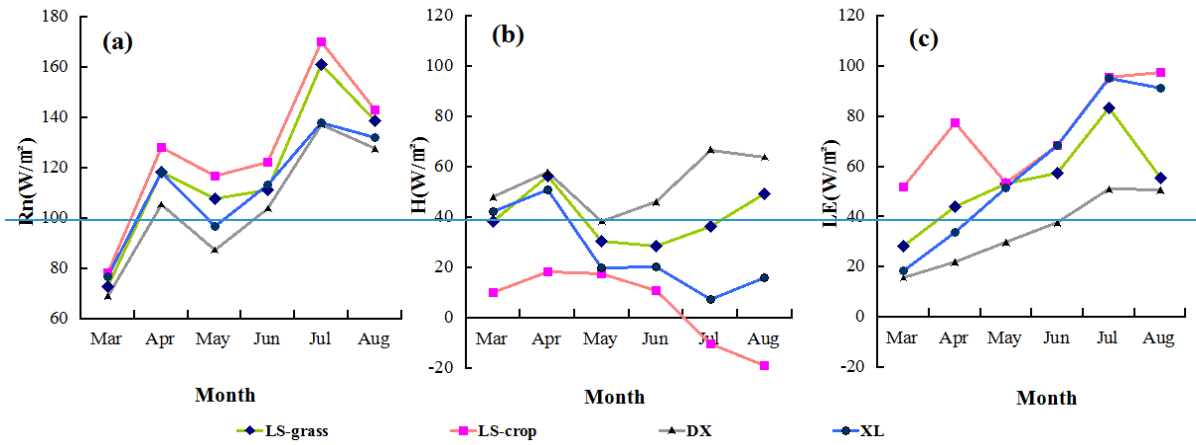 (a)
Rn(W/m²)
180
160
140
120
100
80
60
Mar Apr May Jun Jul Aug
Month
(b)
H(W/m²)
120
100
80
60
40
20
0
-20
Mar Apr May Jun Jul Aug
Month
(c)
LE(W/m²)
120
100
80
60
40
20
0
-20
Mar Apr May Jun Jul Aug
Month
LS-grass LS-crop DX XL